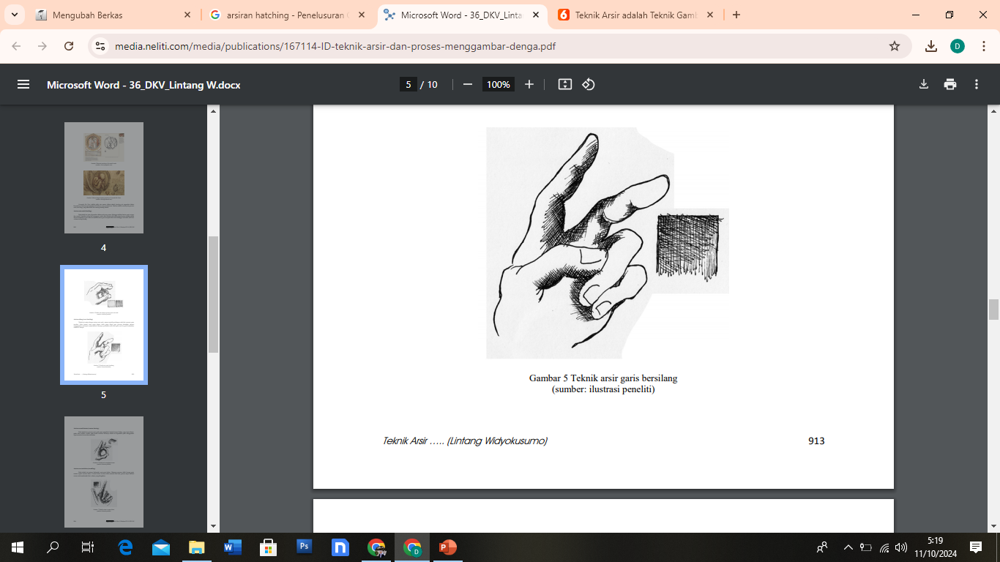 Mengubah Berkas
arsiran hatching - Penelusuran
Microsoft Word - 36_DKV_Linta
Teknik Arsir adalah Teknik Gamb
media.neliti.com/media/publications/167114-ID-teknik-arsir-dan-proses-menggambar-denga.pdf
D
Microsoft Word - 36_DKV_Lintang W.docx
5 / 10
100%
4
5
Gambar 5 Teknik arsir garis bersilang
(sumber: ilustrasi peneliti)
Teknik Arsir ….. (Lintang Widyokusumo)
913
5:19
11/10/2024